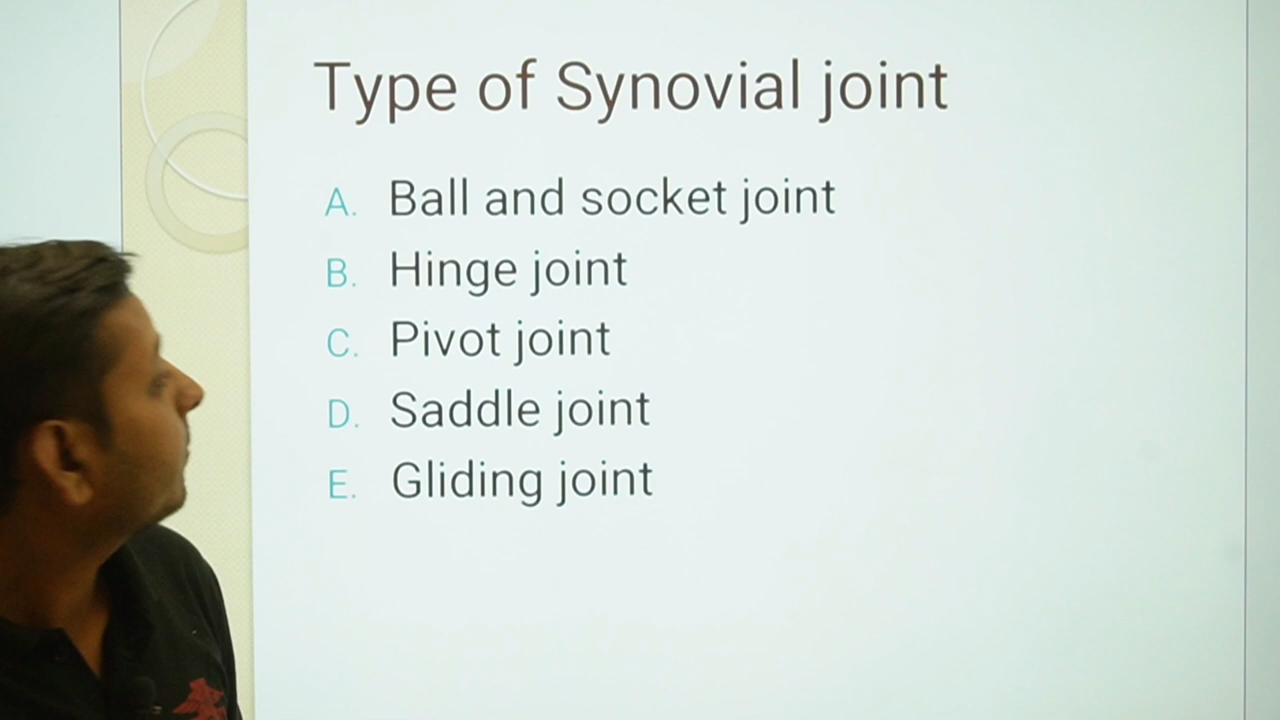 Type of Synovial joint
A. Ball and socket joint
B. Hinge joint
C. Pivot joint
D. Saddle joint
E. Gliding joint